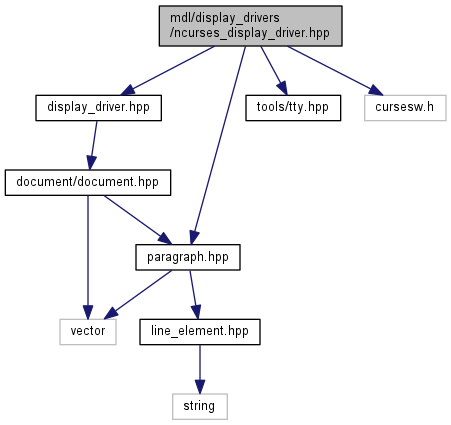 mdl/display_drivers
/ncurses_display_driver.hpp
display_driver.hpp
tools/tty.hpp
cursesw.h
document/document.hpp
paragraph.hpp
vector
line_element.hpp
string